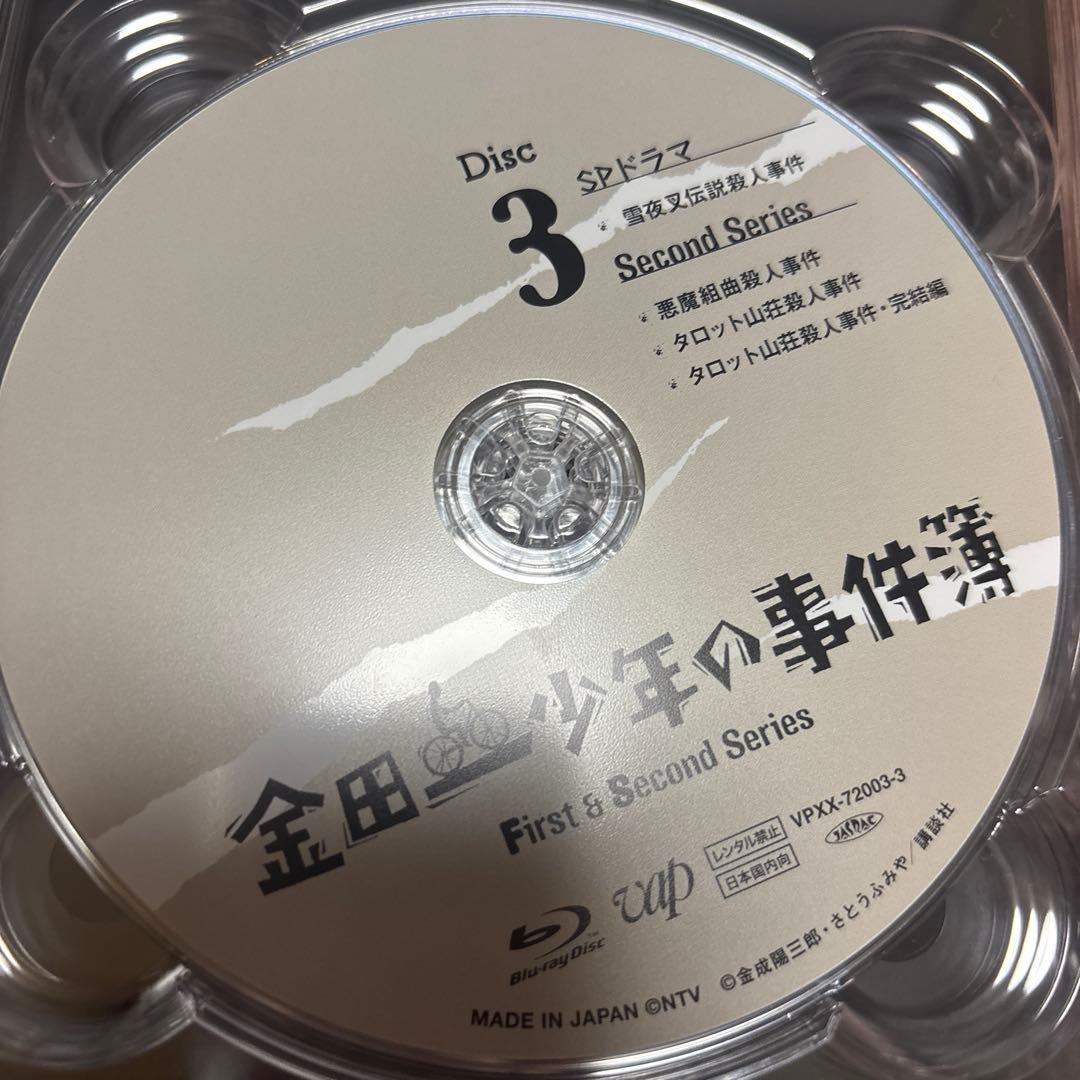 Disc
3
SPドラマ
雪夜叉伝説殺人事件
Second Series
悪魔組曲殺人事件
タロット山荘殺人事件
タロット山荘殺人事件・完結編
金田一少年の事件簿
First & Second Series
Blu-ray Disc™
vap
レンタル禁止
日本国内向
VPXX-72003-3
JASRAC
MADE IN JAPAN ©NTV ©金成陽三郎・さとうふみや/講談社